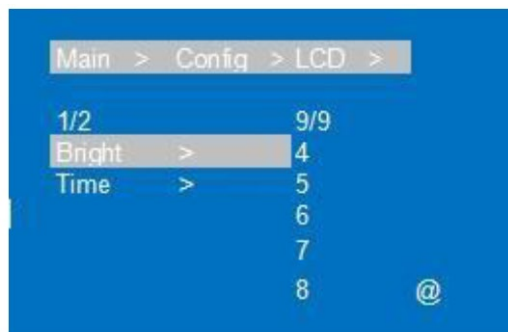 Main > Config > LCD >
1/2 9/9
Bright > 4
Time > 5
6
7
8 @